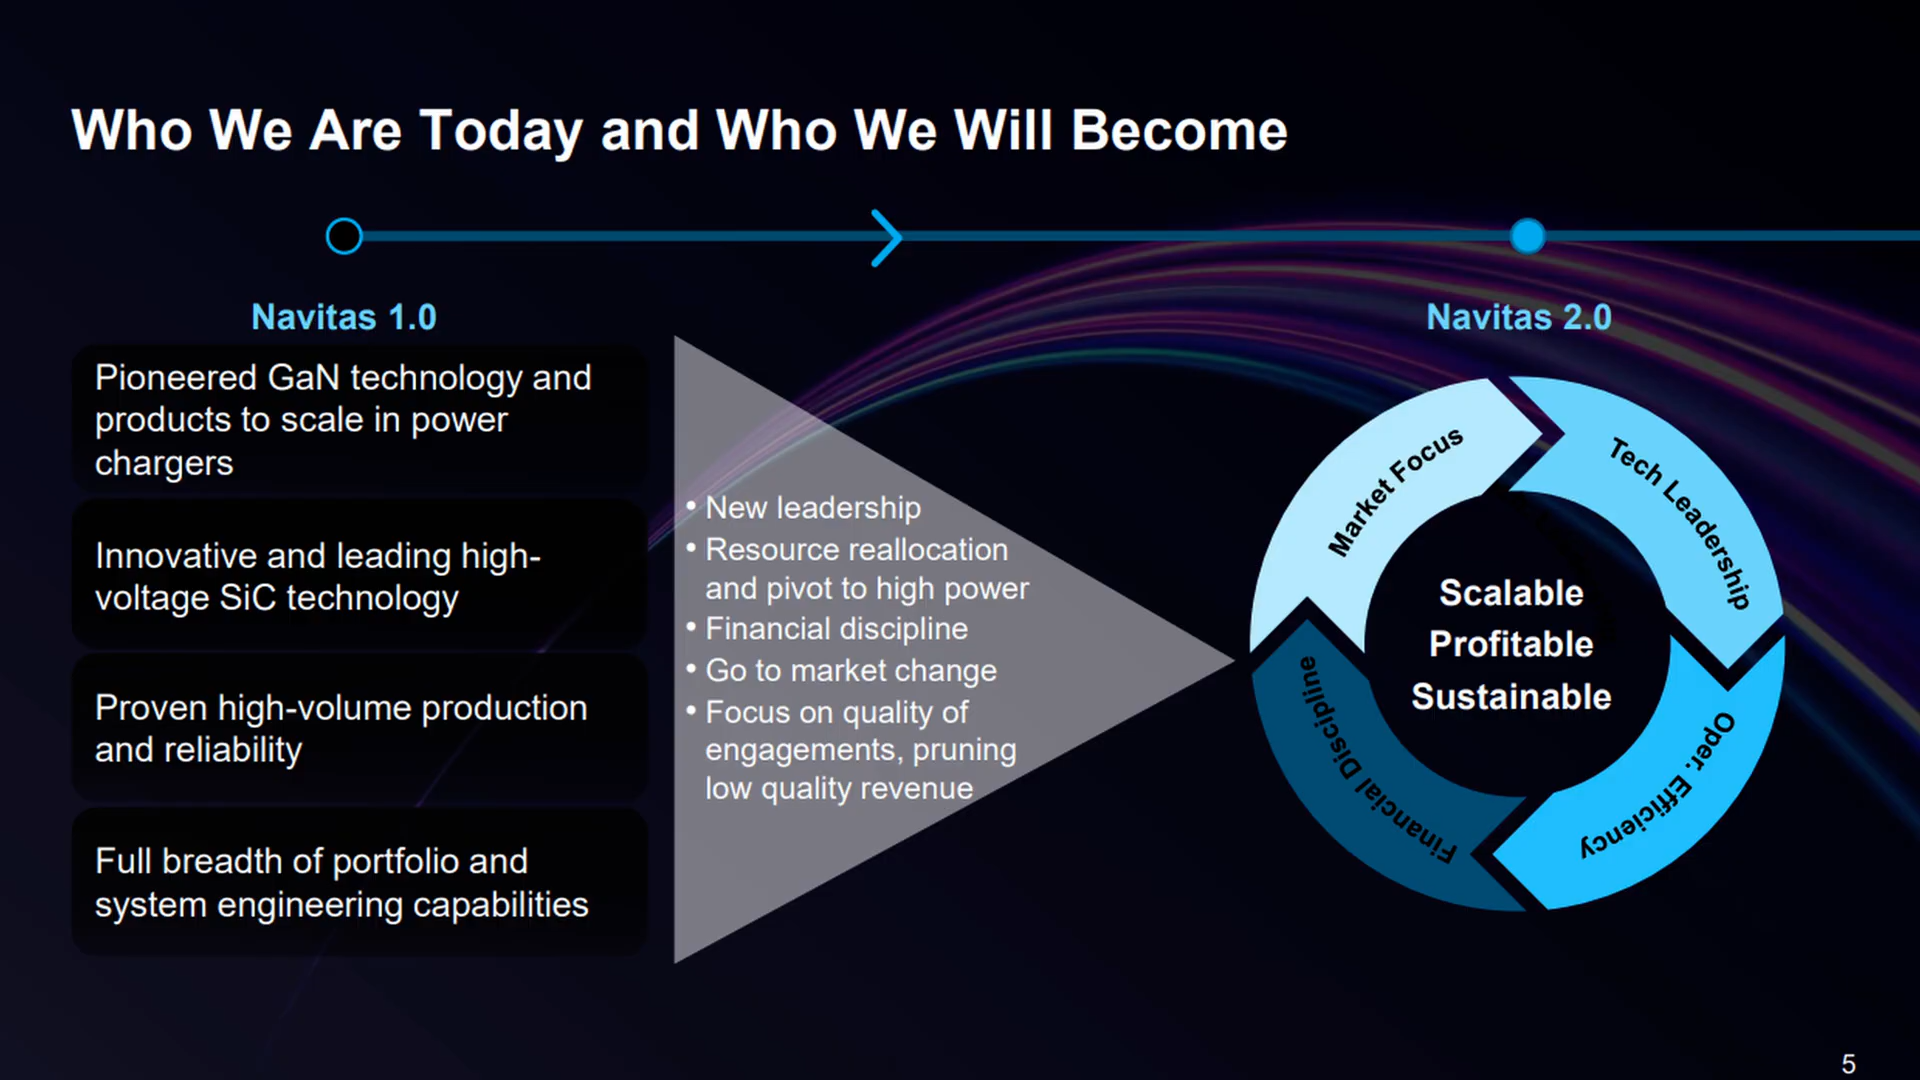 Who We Are Today and Who We Will Become
Navitas 1.0
Pioneered GaN technology and
products to scale in power
chargers
Innovative and leading high-
voltage SiC technology
Proven high-volume production
and reliability
Full breadth of portfolio and
system engineering capabilities
• New leadership
• Resource reallocation
and pivot to high power
• Financial discipline
• Go to market change
• Focus on quality of
engagements, pruning
low quality revenue
Navitas 2.0
Market Focus
Tech Leadership
Oper. Efficiency
Financial Discipline
Scalable
Profitable
Sustainable
5